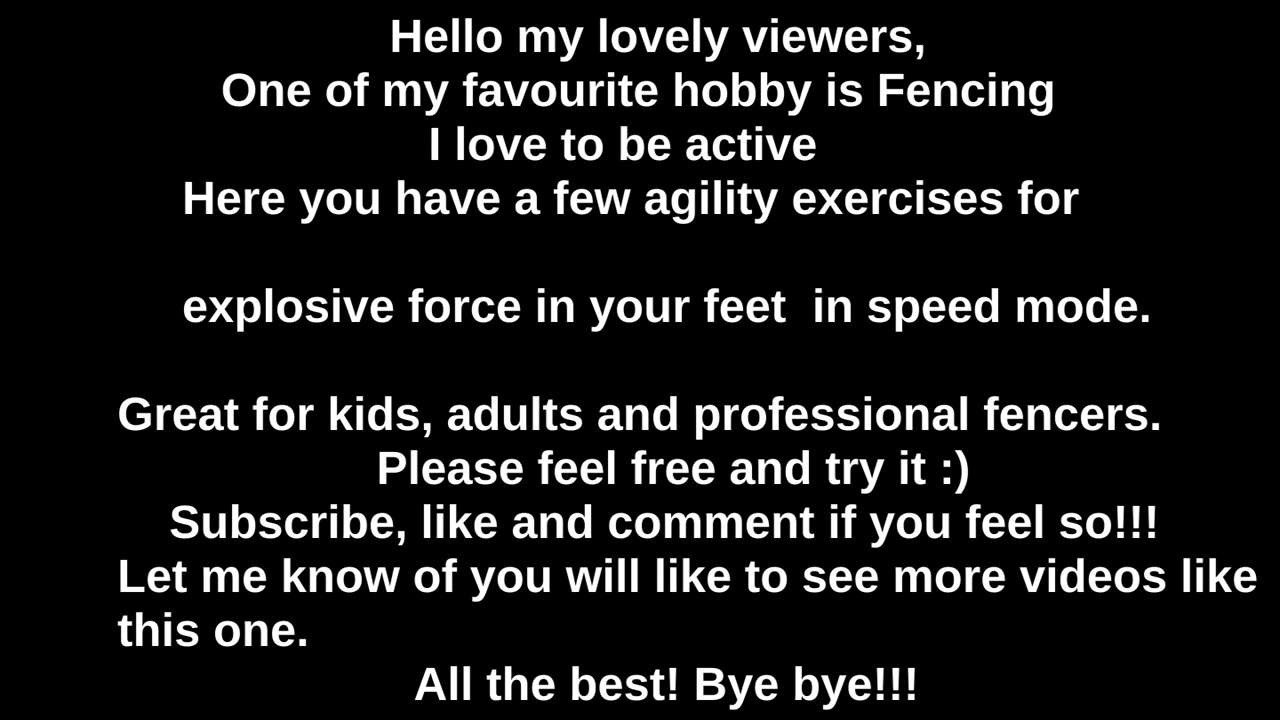 Hello my lovely viewers,
One of my favourite hobby is Fencing
I love to be active
Here you have a few agility exercises for
explosive force in your feet  in speed mode.
Great for kids, adults and professional fencers.
Please feel free and try it :)
Subscribe, like and comment if you feel so!!!
Let me know of you will like to see more videos like
this one.
All the best! Bye bye!!!